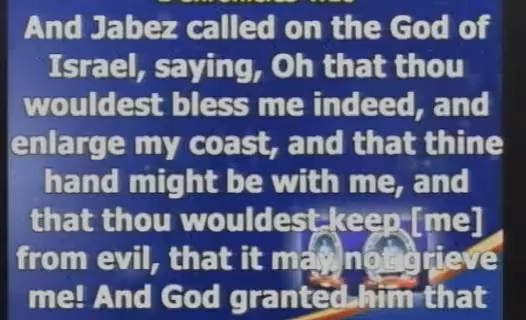 And Jabez called on the God of
Israel, saying, Oh that thou
wouldest bless me indeed, and
enlarge my coast, and that thine
hand might be with me, and
that thou wouldest keep [me]
from evil, that it may not grieve
me! And God granted him that